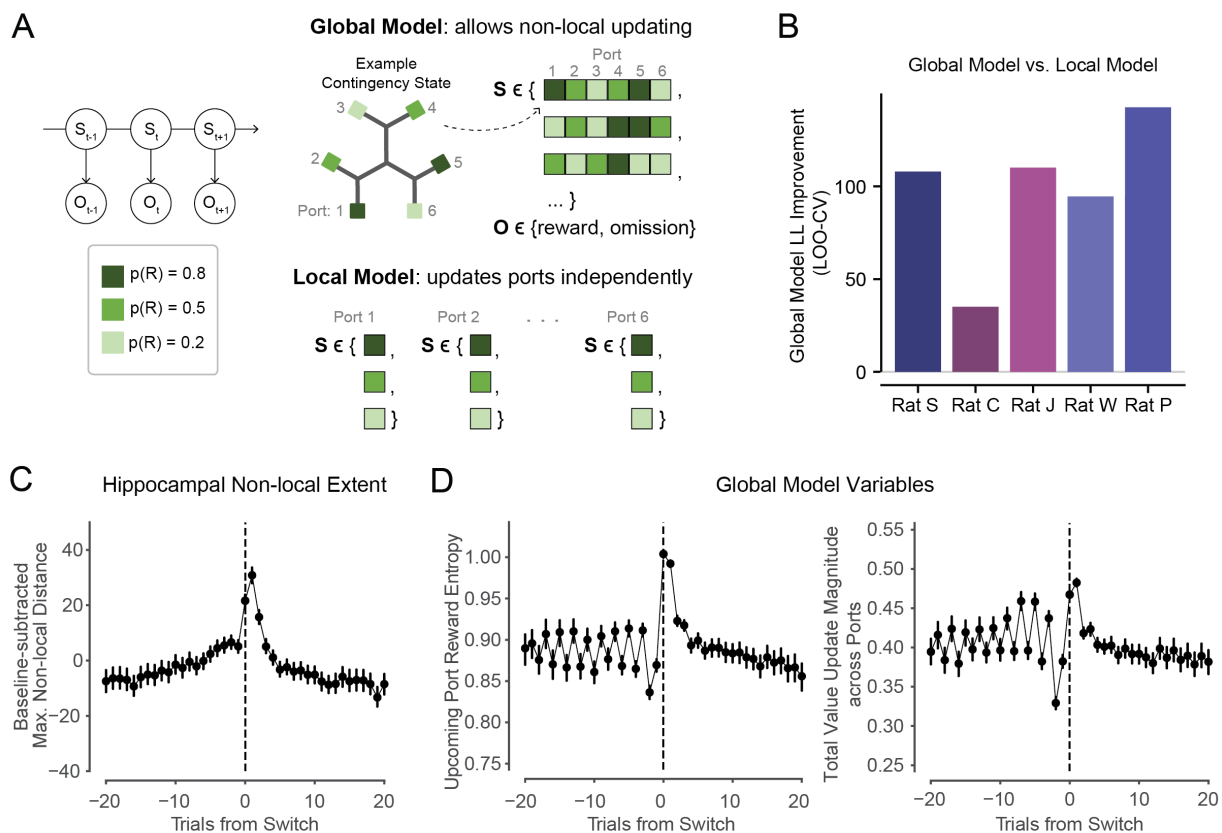 A
Global Model: allows non-local updating
Example
Contingency State
Port
1 2 3 4 5 6
S ϵ { ,
,
,
... }
O ϵ {reward, omission}
3
4
2
5
Port: 1
6
S t-1
S t
S t+1
O t-1
O t
O t+1
p(R) = 0.8
p(R) = 0.5
p(R) = 0.2
Local Model: updates ports independently
Port 1 Port 2 . . . Port 6
S ϵ { , S ϵ { , S ϵ { ,
, , ,
} } }
B
Global Model vs. Local Model
Global Model LL Improvement
(LOO-CV)
100
50
0
Rat S Rat C Rat J Rat W Rat P
C
Hippocampal Non-local Extent
Baseline-subtracted
Max. Non-local Distance
40
20
0
−20
−40
−20 −10 0 10 20
Trials from Switch
D
Global Model Variables
Upcoming Port Reward Entropy
1.00
0.95
0.90
0.85
0.80
0.75
−20 −10 0 10 20
Trials from Switch
Total Value Update Magnitude
across Ports
0.55
0.50
0.45
0.40
0.35
0.30
0.25
−20 −10 0 10 20
Trials from Switch